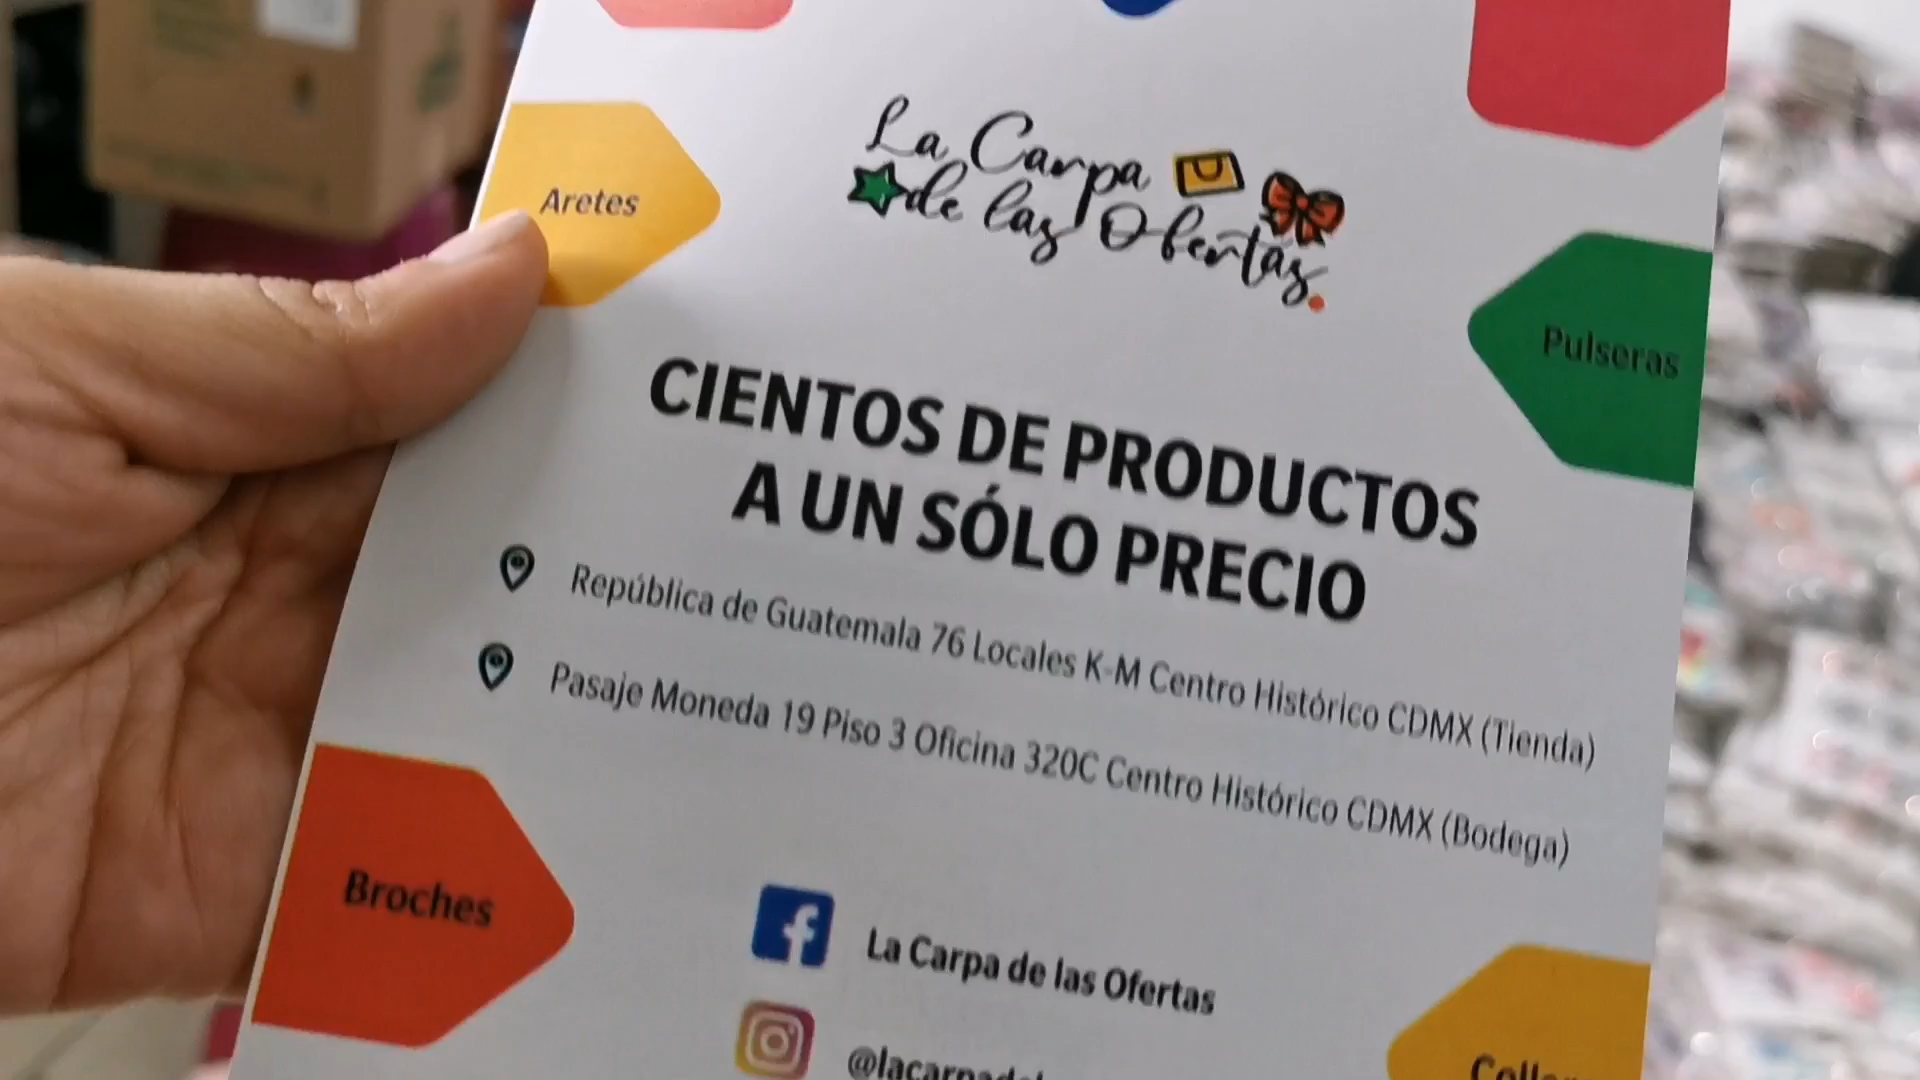 Aretes
La Carpa
de las Ofertas.
Pulseras
CIENTOS DE PRODUCTOS
A UN SÓLO PRECIO
República de Guatemala 76 Locales K-M Centro Histórico CDMX (Tienda)
Pasaje Moneda 19 Piso 3 Oficina 320C Centro Histórico CDMX (Bodega)
Broches
La Carpa de las Ofertas